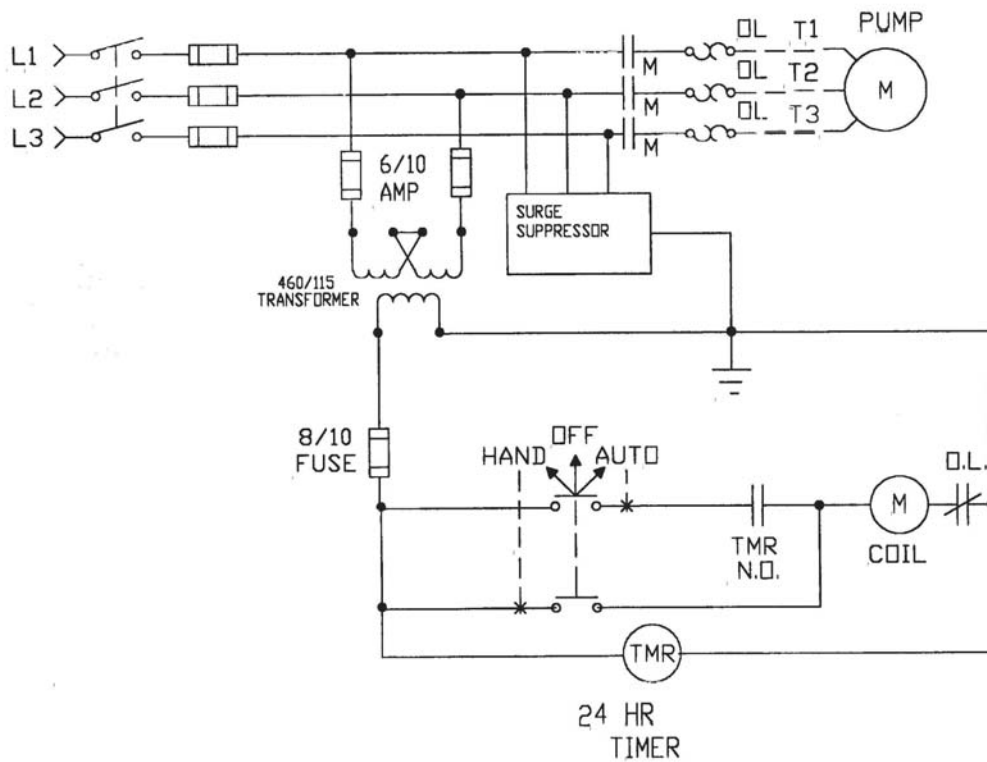 PUMP
OL T1
L1
M
OL T2
L2
M
M
OL T3
L3
M
6/10
AMP
SURGE
SUPPRESSOR
460/115
TRANSFORMER
8/10
FUSE
OFF
HAND
AUTO
O.L.
M
TMR
N.O.
COIL
TMR
24 HR
TIMER